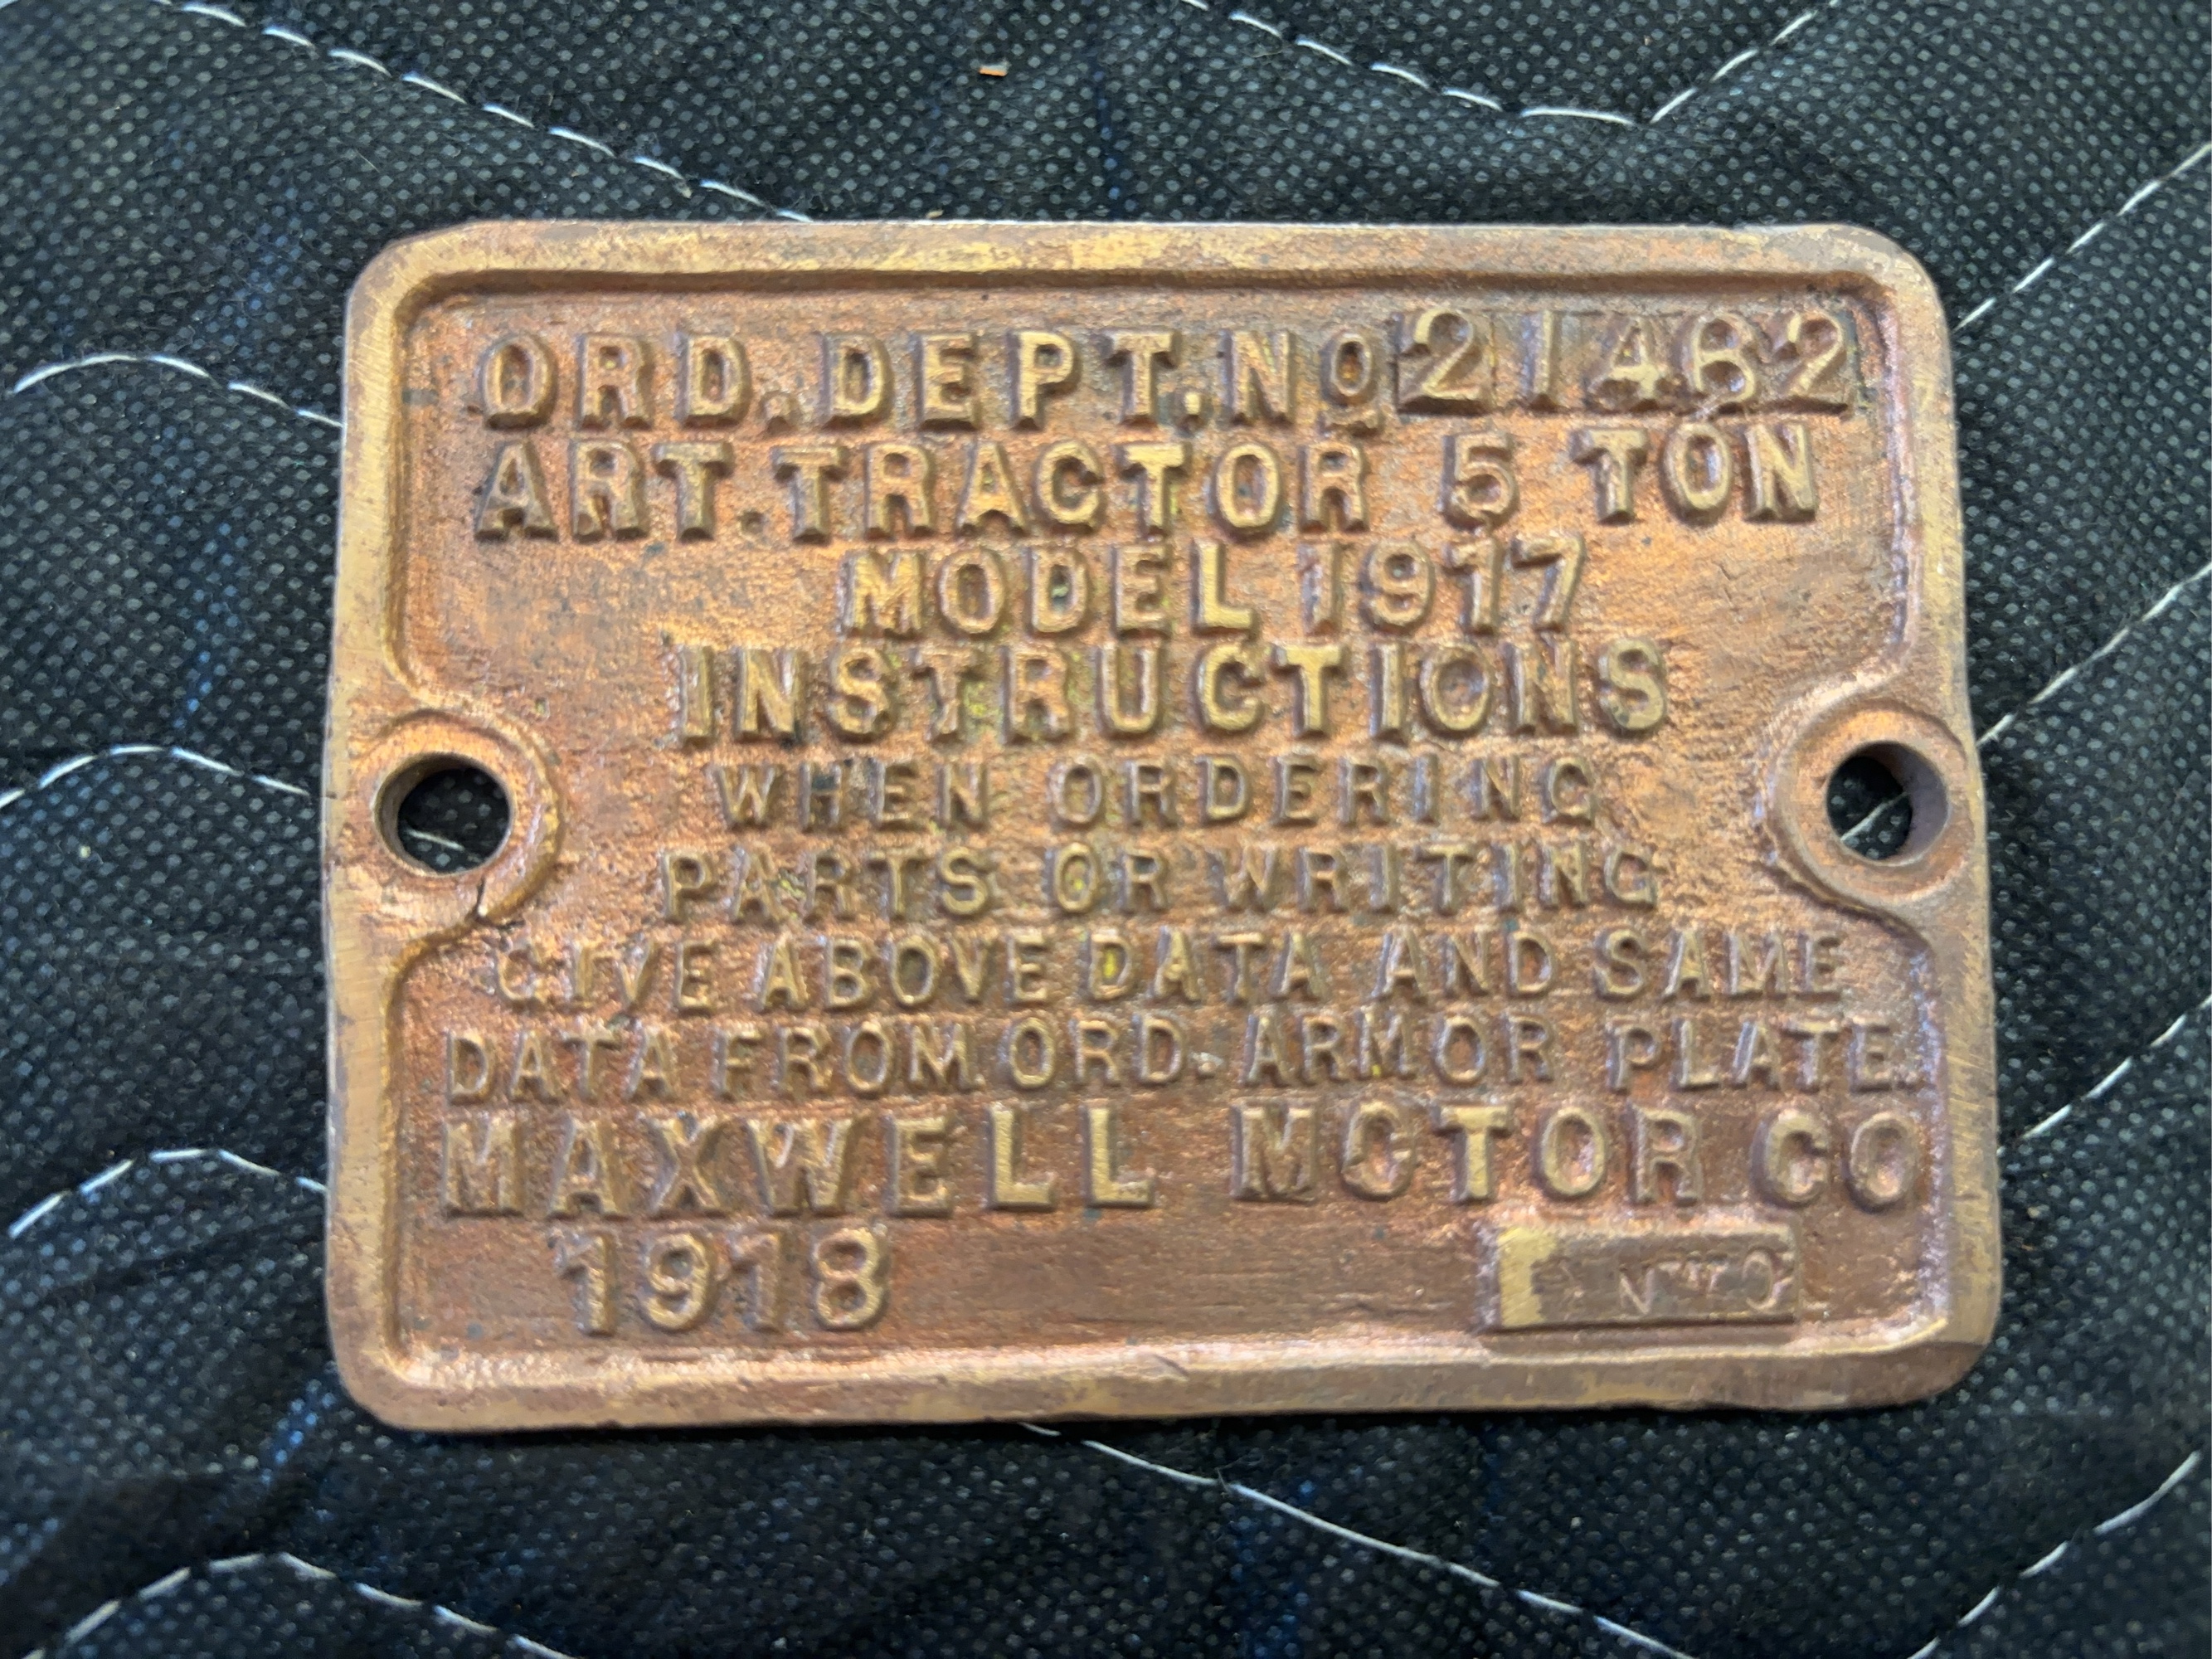 ORD. DEPT. No 21462
ART. TRACTOR 5 TON
MODEL 1917
INSTRUCTIONS
WHEN ORDERING
PARTS OR WRITING
GIVE ABOVE DATA AND SAME
DATA FROM ORD. ARMOR PLATE.
MAXWELL MOTOR CO
1918